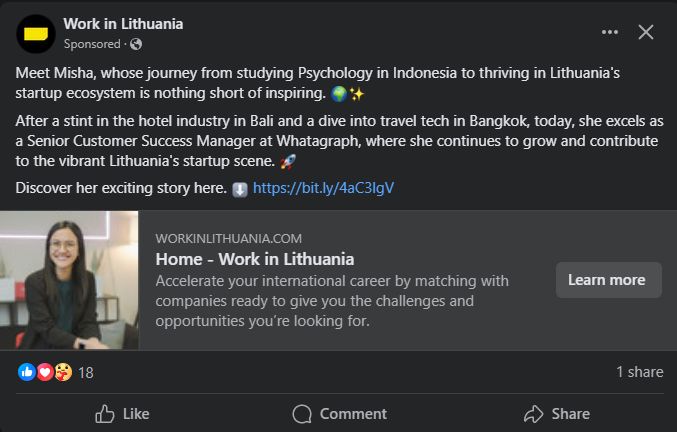 Work in Lithuania
Sponsored ·
Meet Misha, whose journey from studying Psychology in Indonesia to thriving in Lithuania's
startup ecosystem is nothing short of inspiring. 🌍✨
After a stint in the hotel industry in Bali and a dive into travel tech in Bangkok, today, she excels as
a Senior Customer Success Manager at Whatagraph, where she continues to grow and contribute
to the vibrant Lithuania's startup scene. 🚀
Discover her exciting story here. ⬇️ https://bit.ly/4aC3lgV
WORKINLITHUANIA.COM
Home - Work in Lithuania
Accelerate your international career by matching with
companies ready to give you the challenges and
opportunities you’re looking for.
Learn more
18
1 share
Like
Comment
Share